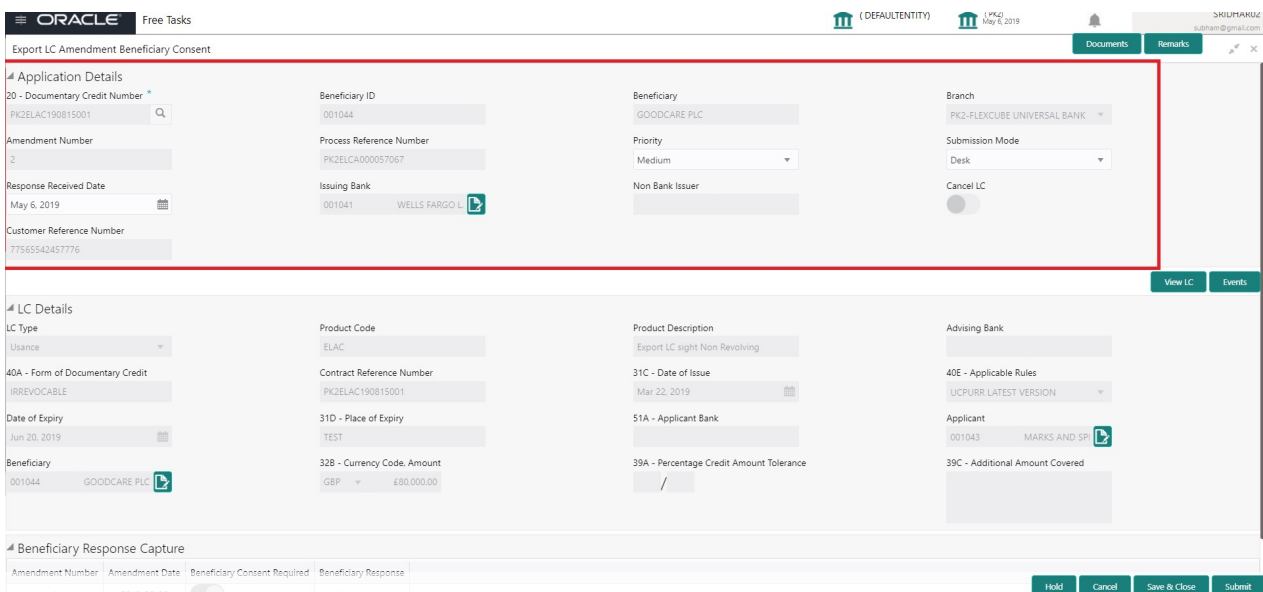 ORACLE Free Tasks ( DEFAULTENTITY) ( PK2) SRIDHAR02
May 6, 2019 subham@gmail.com
Export LC Amendment Beneficiary Consent Documents Remarks
Application Details
20 - Documentary Credit Number * Beneficiary ID Beneficiary Branch
PK2ELAC190815001 001044 GOODCARE PLC PK2-FLEXCUBE UNIVERSAL BANK
Amendment Number Process Reference Number Priority Submission Mode
2 PK2ELCA000057067 Medium Desk
Response Received Date Issuing Bank Non Bank Issuer Cancel LC
May 6, 2019 001041 WELLS FARGO L
Customer Reference Number
77565542457776
View LC Events
LC Details
LC Type Product Code Product Description Advising Bank
Usance ELAC Export LC sight Non Revolving
40A - Form of Documentary Credit Contract Reference Number 31C - Date of Issue 40E - Applicable Rules
IRREVOCABLE PK2ELAC190815001 Mar 22, 2019 UCPURR LATEST VERSION
Date of Expiry 31D - Place of Expiry 51A - Applicant Bank Applicant
Jun 20, 2019 TEST 001043 MARKS AND SPI
Beneficiary 32B - Currency Code, Amount 39A - Percentage Credit Amount Tolerance 39C - Additional Amount Covered
001044 GOODCARE PLC GBP £80,000.00 /
Beneficiary Response Capture
Amendment Number Amendment Date Beneficiary Consent Required Beneficiary Response
Hold Cancel Save & Close Submit